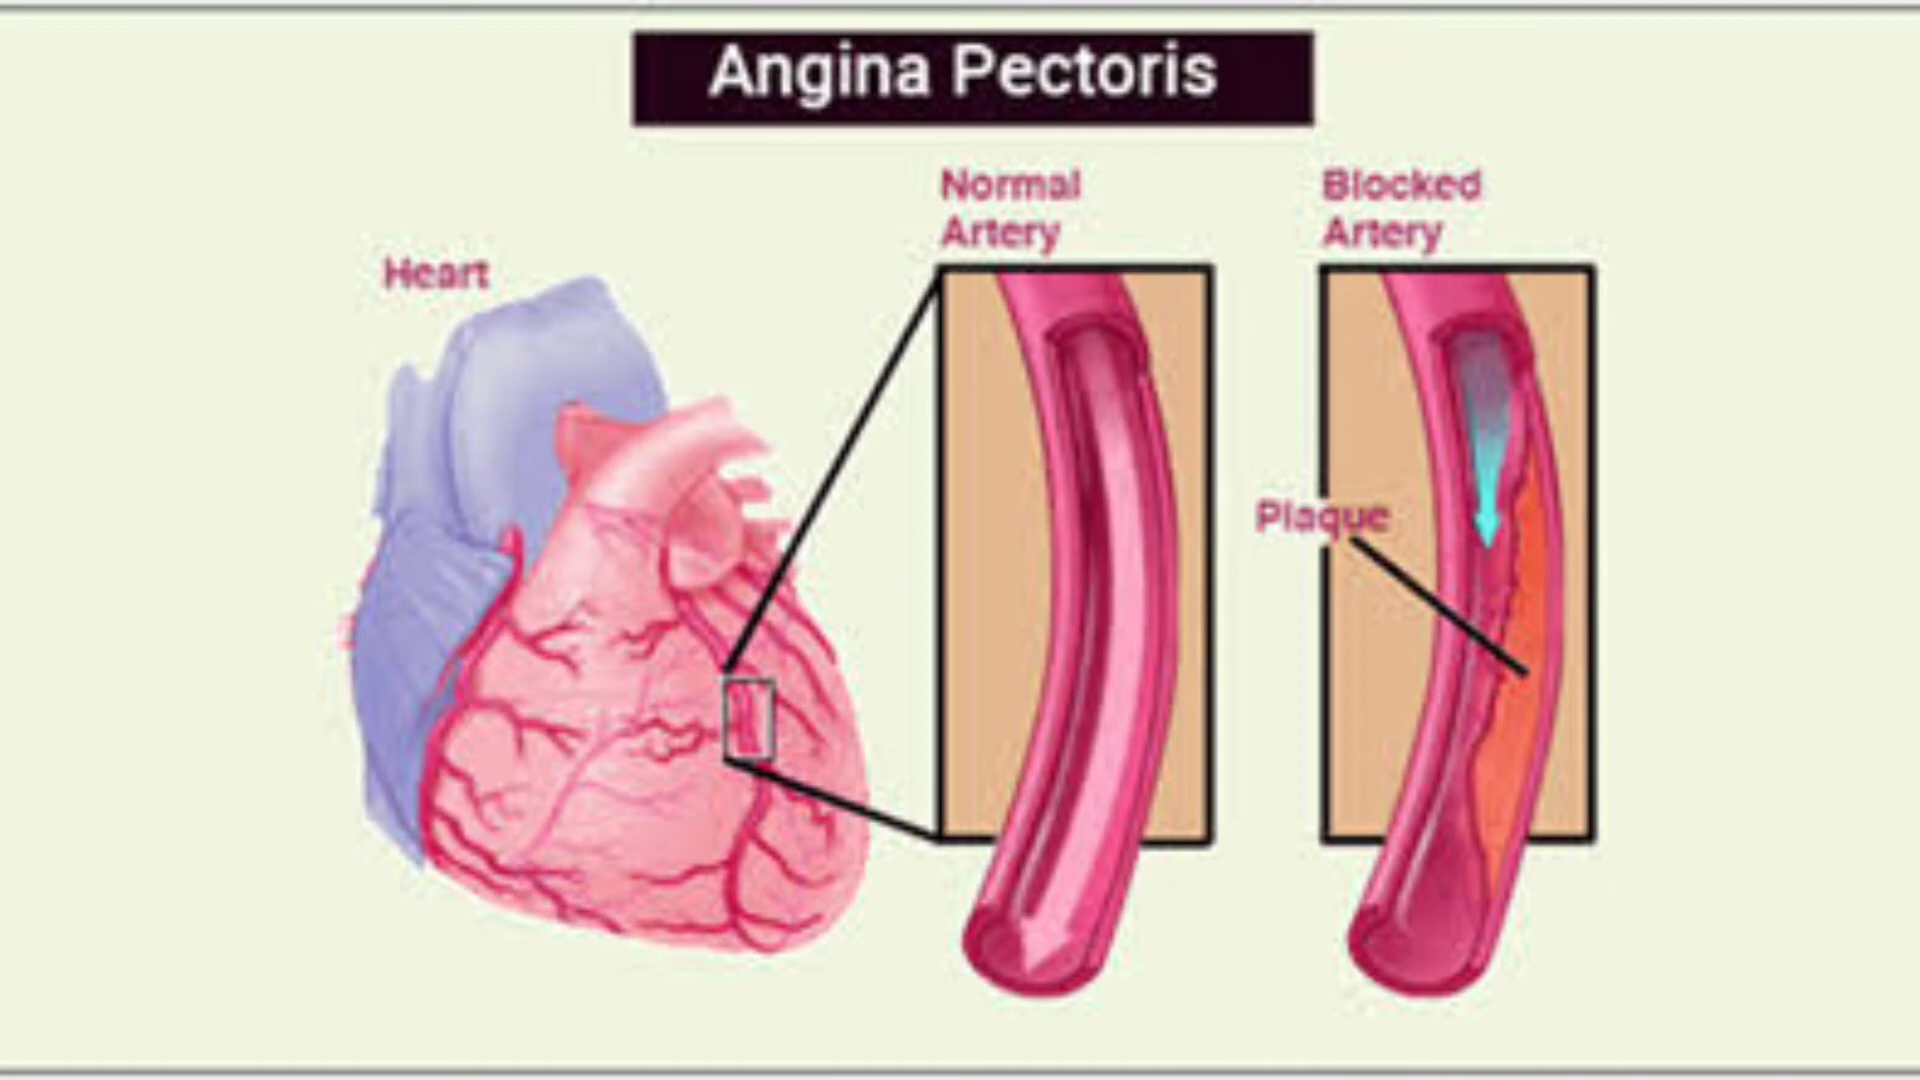 Angina Pectoris
Heart
Normal
Artery
Blocked
Artery
Plaque